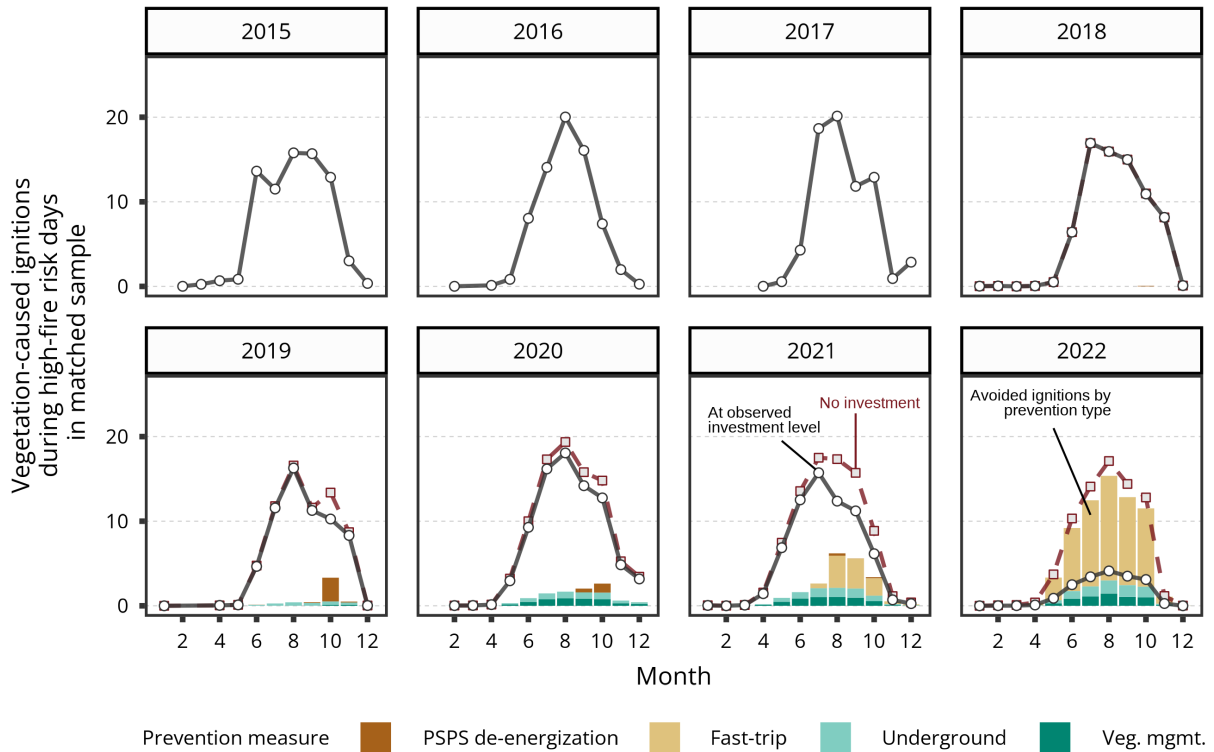 2015
2016
2017
2018
Vegetation-caused ignitions
during high-fire risk days
in matched sample
20
10
0
2019
2020
2021
2022
20
10
0
At observed
investment level
No investment
Avoided ignitions by
prevention type
2 4 6 8 10 12
2 4 6 8 10 12
2 4 6 8 10 12
2 4 6 8 10 12
Month
Prevention measure PSPS de-energization Fast-trip Underground Veg. mgmt.